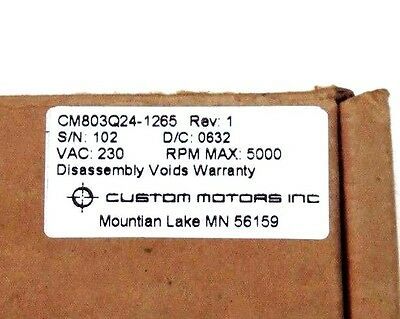 CM803Q24-1265 Rev: 1
S/N: 102 D/C: 0632
VAC: 230 RPM MAX: 5000
Disassembly Voids Warranty
CUSTOM MOTORS INC
Mountian Lake MN 56159